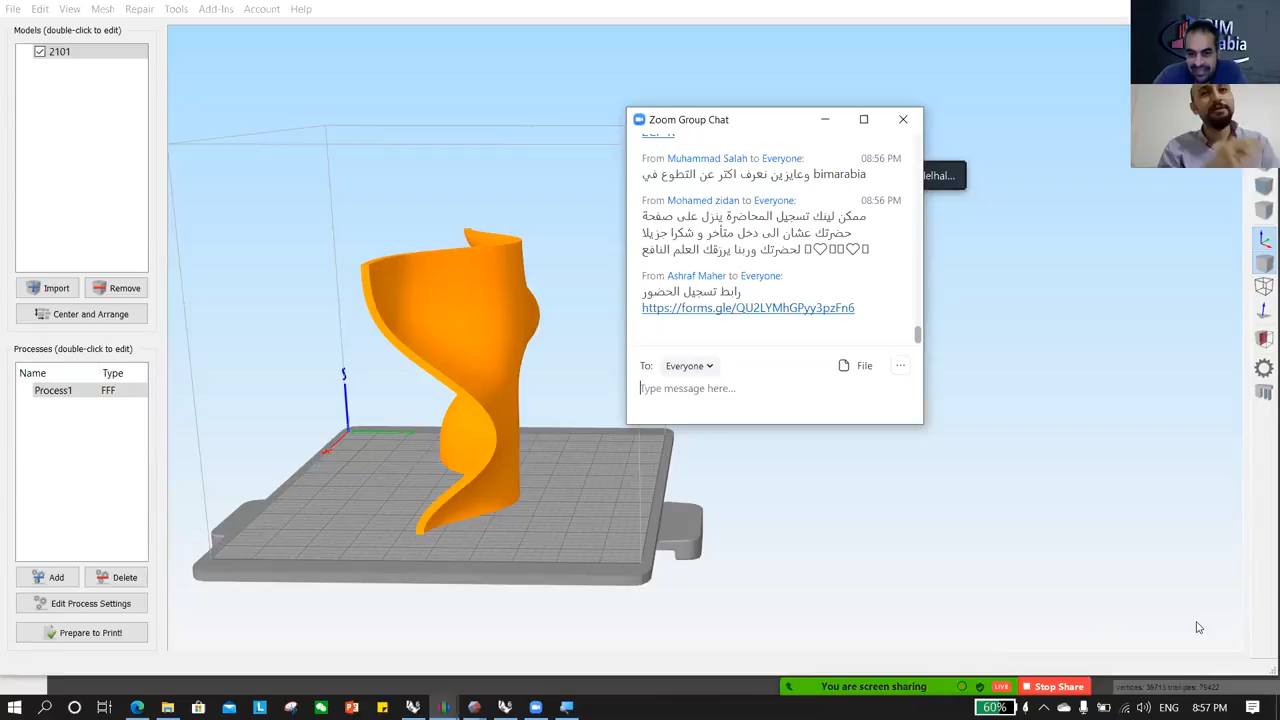 File Edit View Mesh Repair Tools Add-Ins Account Help
Models (double-click to edit)
2101
Import
Remove
Center and Arrange
Processes (double-click to edit)
Name Type
Process1 FFF
Add
Delete
Edit Process Settings
Prepare to Print!
Zoom Group Chat
From Muhammad Salah to Everyone: 08:56 PM
وعايزين نعرف اكتر عن التطوع في bimarabia
From Mohamed zidan to Everyone: 08:56 PM
ممكن لينك تسجيل المحاضرة ينزل على صفحة
حضرتك عشان الى دخل متأخر و شكرا جزيلا
لحضرتك وربنا يرزقك العلم النافع
From Ashraf Maher to Everyone:
رابط تسجيل الحضور
https://forms.gle/QU2LYMhGPyy3pzFn6
To: Everyone
File
Type message here...
lelhal...
You are screen sharing
LIVE
Stop Share
60%
ENG
8:57 PM